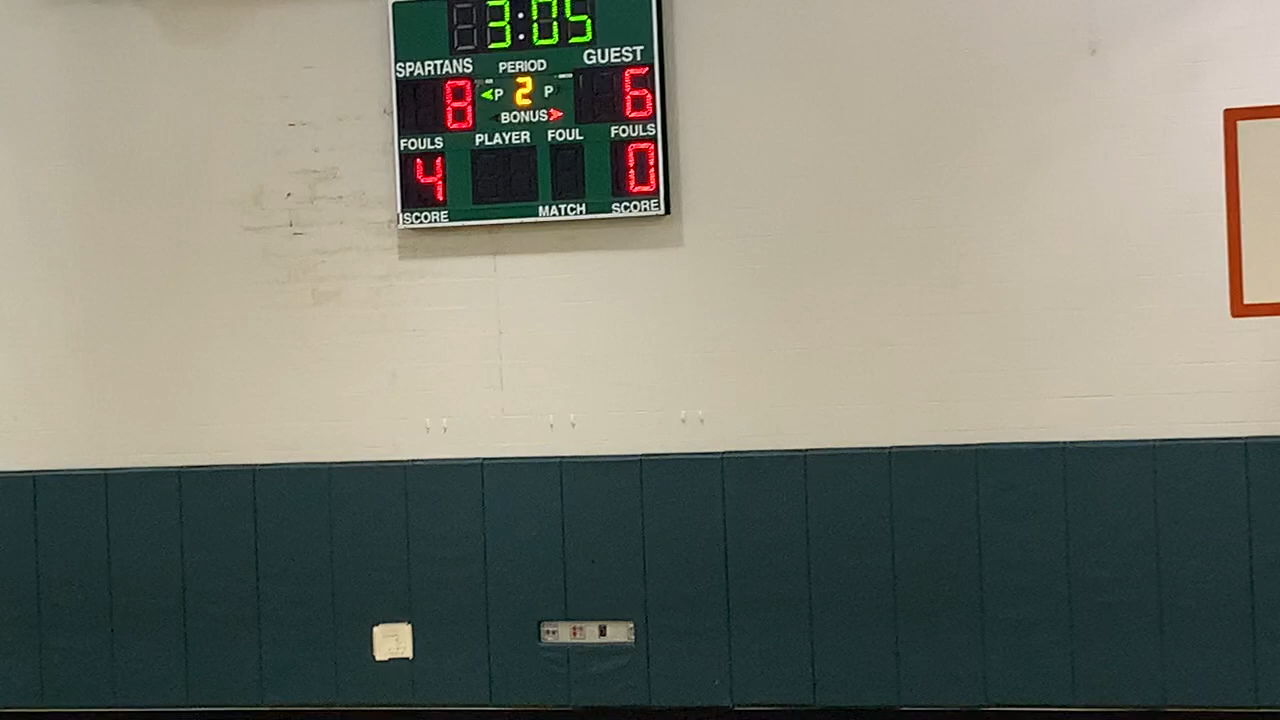 3:05
SPARTANS PERIOD GUEST
8 P 2 P 6
BONUS
FOULS PLAYER FOUL FOULS
4 0
SCORE MATCH SCORE